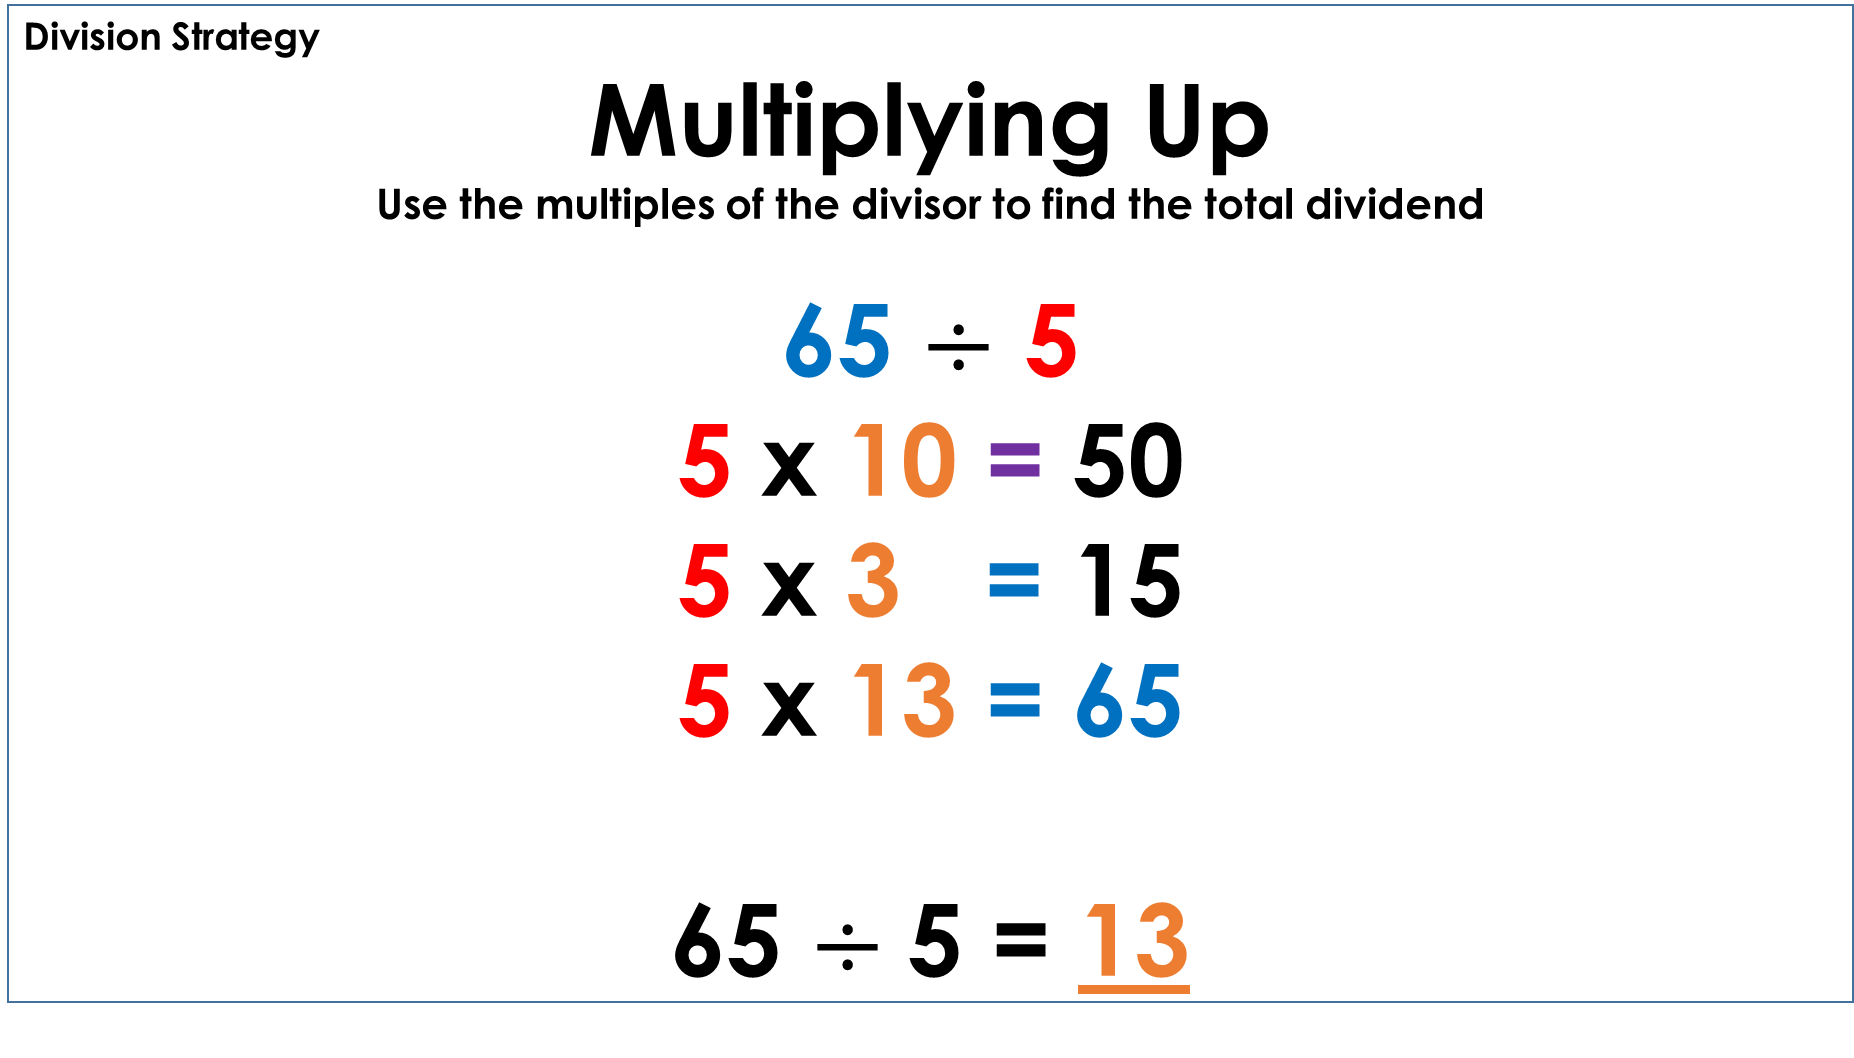 Division Strategy
Multiplying Up
Use the multiples of the divisor to find the total dividend
65 ÷ 5
5 x 10 = 50
5 x 3 = 15
5 x 13 = 65
65 ÷ 5 = 13